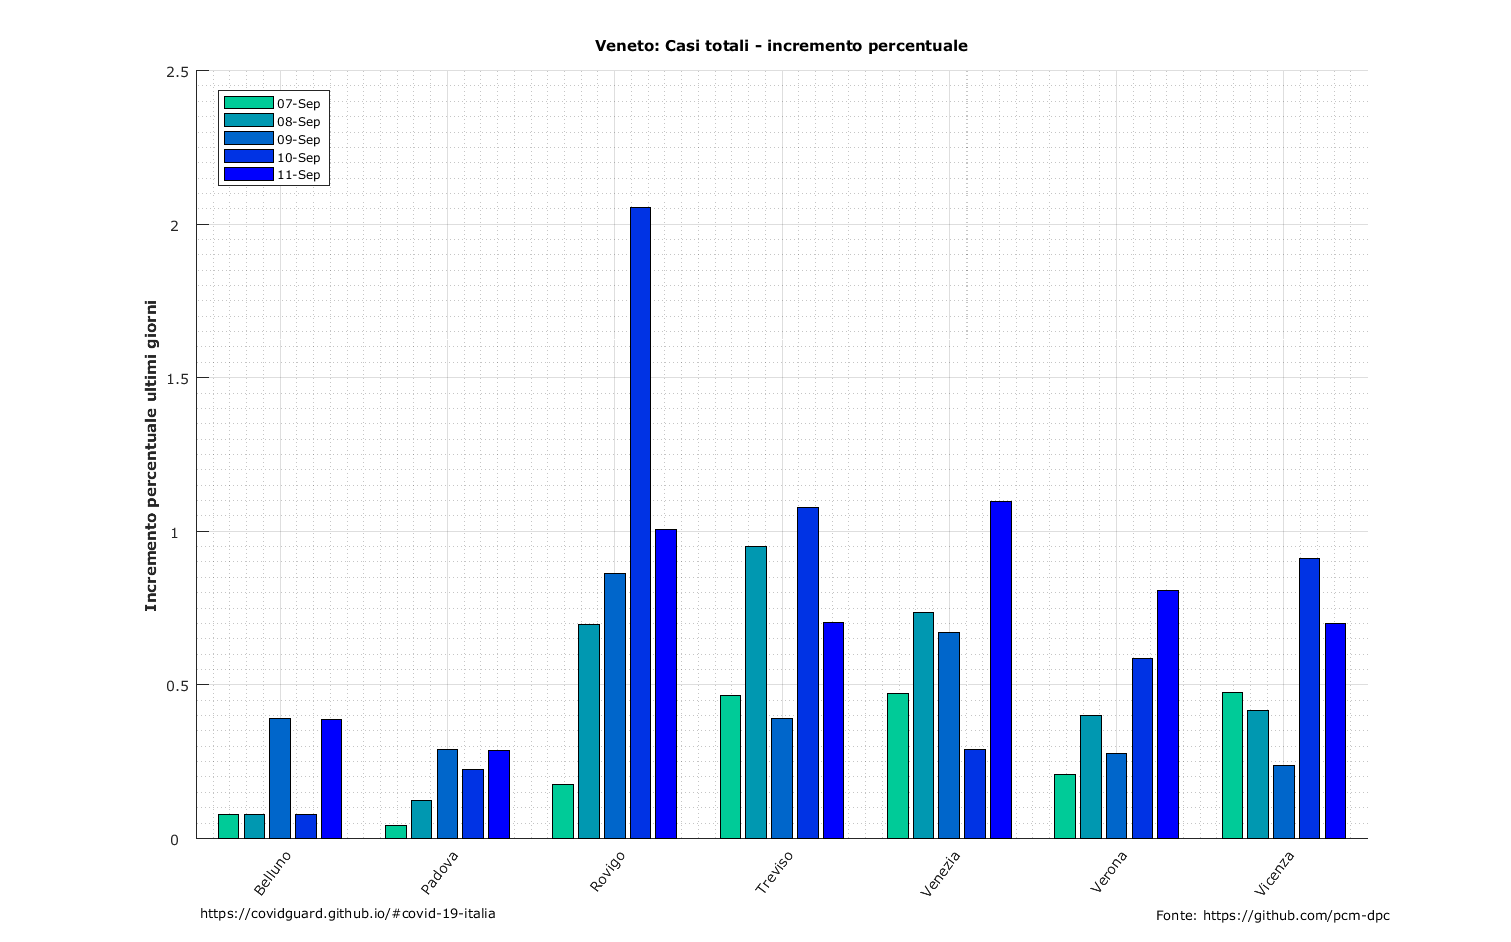 Veneto: Casi totali - incremento percentuale
2.5
2
1.5
1
0.5
0
Incremento percentuale ultimi giorni
07-Sep
08-Sep
09-Sep
10-Sep
11-Sep
Belluno
Padova
Rovigo
Treviso
Venezia
Verona
Vicenza
https://covidguard.github.io/#covid-19-italia
Fonte: https://github.com/pcm-dpc